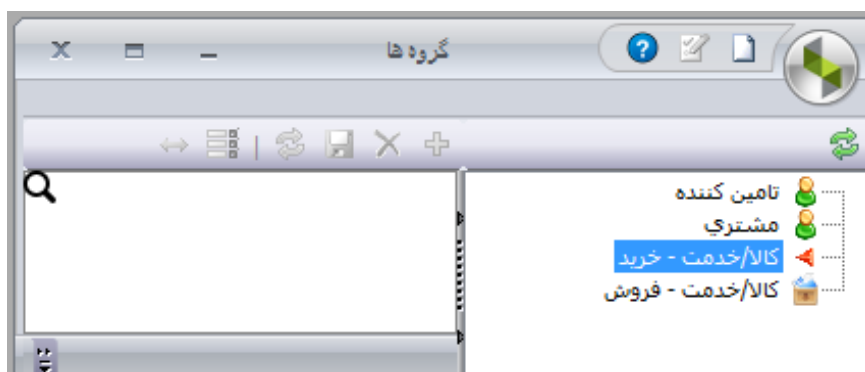 گروه ها
تامین کننده
مشتري
کالا/خدمت - خرید
کالا/خدمت - فروش